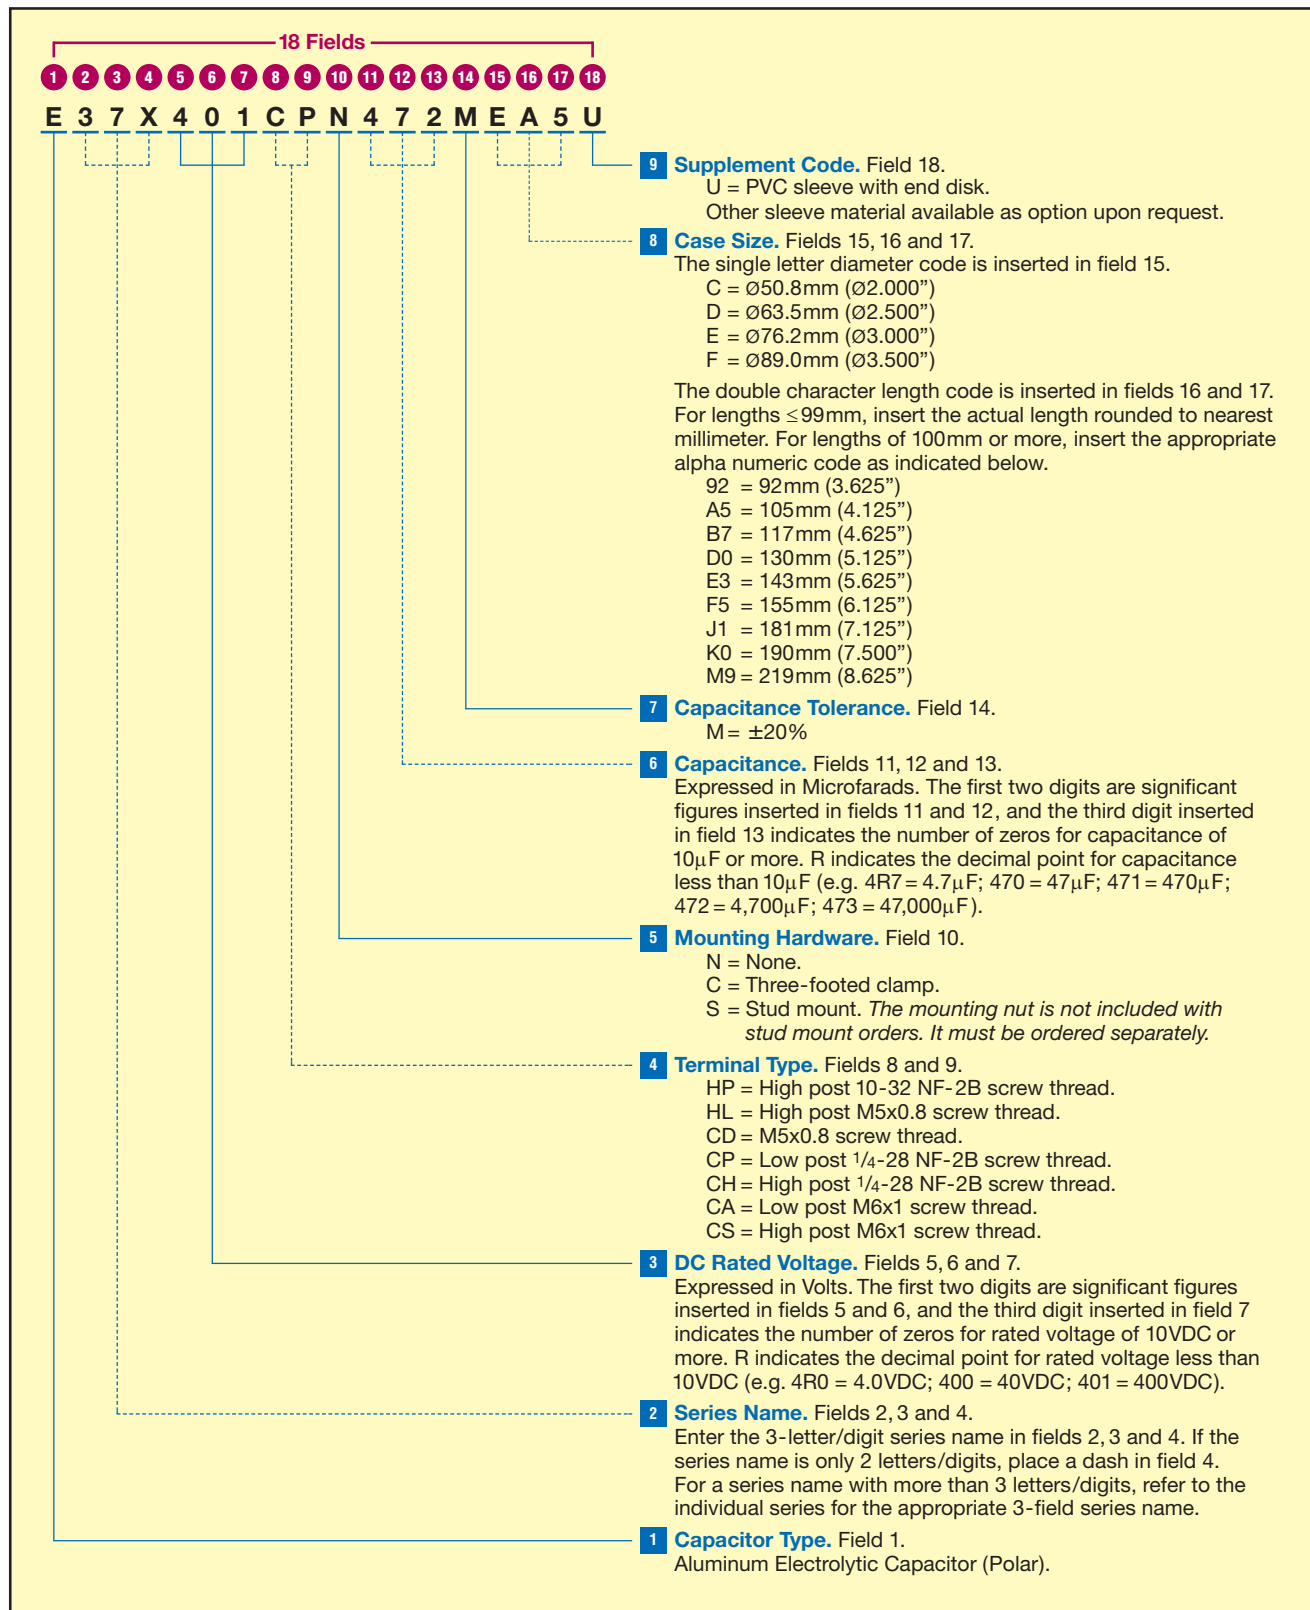 18 Fields
1 2 3 4 5 6 7 8 9 10 11 12 13 14 15 16 17 18
E 3 7 X 4 0 1 C P N 4 7 2 M E A 5 U
9 Supplement Code. Field 18.
U = PVC sleeve with end disk.
Other sleeve material available as option upon request.
8 Case Size. Fields 15, 16 and 17.
The single letter diameter code is inserted in field 15.
C = Ø50.8mm (Ø2.000”)
D = Ø63.5mm (Ø2.500”)
E = Ø76.2mm (Ø3.000”)
F = Ø89.0mm (Ø3.500”)
The double character length code is inserted in fields 16 and 17.
For lengths ≤99mm, insert the actual length rounded to nearest
millimeter. For lengths of 100mm or more, insert the appropriate
alpha numeric code as indicated below.
92 = 92mm (3.625”)
A5 = 105mm (4.125”)
B7 = 117mm (4.625”)
D0 = 130mm (5.125”)
E3 = 143mm (5.625”)
F5 = 155mm (6.125”)
J1 = 181mm (7.125”)
K0 = 190mm (7.500”)
M9 = 219mm (8.625”)
7 Capacitance Tolerance. Field 14.
M = ±20%
6 Capacitance. Fields 11, 12 and 13.
Expressed in Microfarads. The first two digits are significant
figures inserted in fields 11 and 12, and the third digit inserted
in field 13 indicates the number of zeros for capacitance of
10µF or more. R indicates the decimal point for capacitance
less than 10µF (e.g. 4R7 = 4.7µF; 470 = 47µF; 471 = 470µF;
472 = 4,700µF; 473 = 47,000µF).
5 Mounting Hardware. Field 10.
N = None.
C = Three-footed clamp.
S = Stud mount. The mounting nut is not included with
stud mount orders. It must be ordered separately.
4 Terminal Type. Fields 8 and 9.
HP = High post 10-32 NF-2B screw thread.
HL = High post M5x0.8 screw thread.
CD = M5x0.8 screw thread.
CP = Low post 1/4-28 NF-2B screw thread.
CH = High post 1/4-28 NF-2B screw thread.
CA = Low post M6x1 screw thread.
CS = High post M6x1 screw thread.
3 DC Rated Voltage. Fields 5, 6 and 7.
Expressed in Volts. The first two digits are significant figures
inserted in fields 5 and 6, and the third digit inserted in field 7
indicates the number of zeros for rated voltage of 10VDC or
more. R indicates the decimal point for rated voltage less than
10VDC (e.g. 4R0 = 4.0VDC; 400 = 40VDC; 401 = 400VDC).
2 Series Name. Fields 2, 3 and 4.
Enter the 3-letter/digit series name in fields 2, 3 and 4. If the
series name is only 2 letters/digits, place a dash in field 4.
For a series name with more than 3 letters/digits, refer to the
individual series for the appropriate 3-field series name.
1 Capacitor Type. Field 1.
Aluminum Electrolytic Capacitor (Polar).